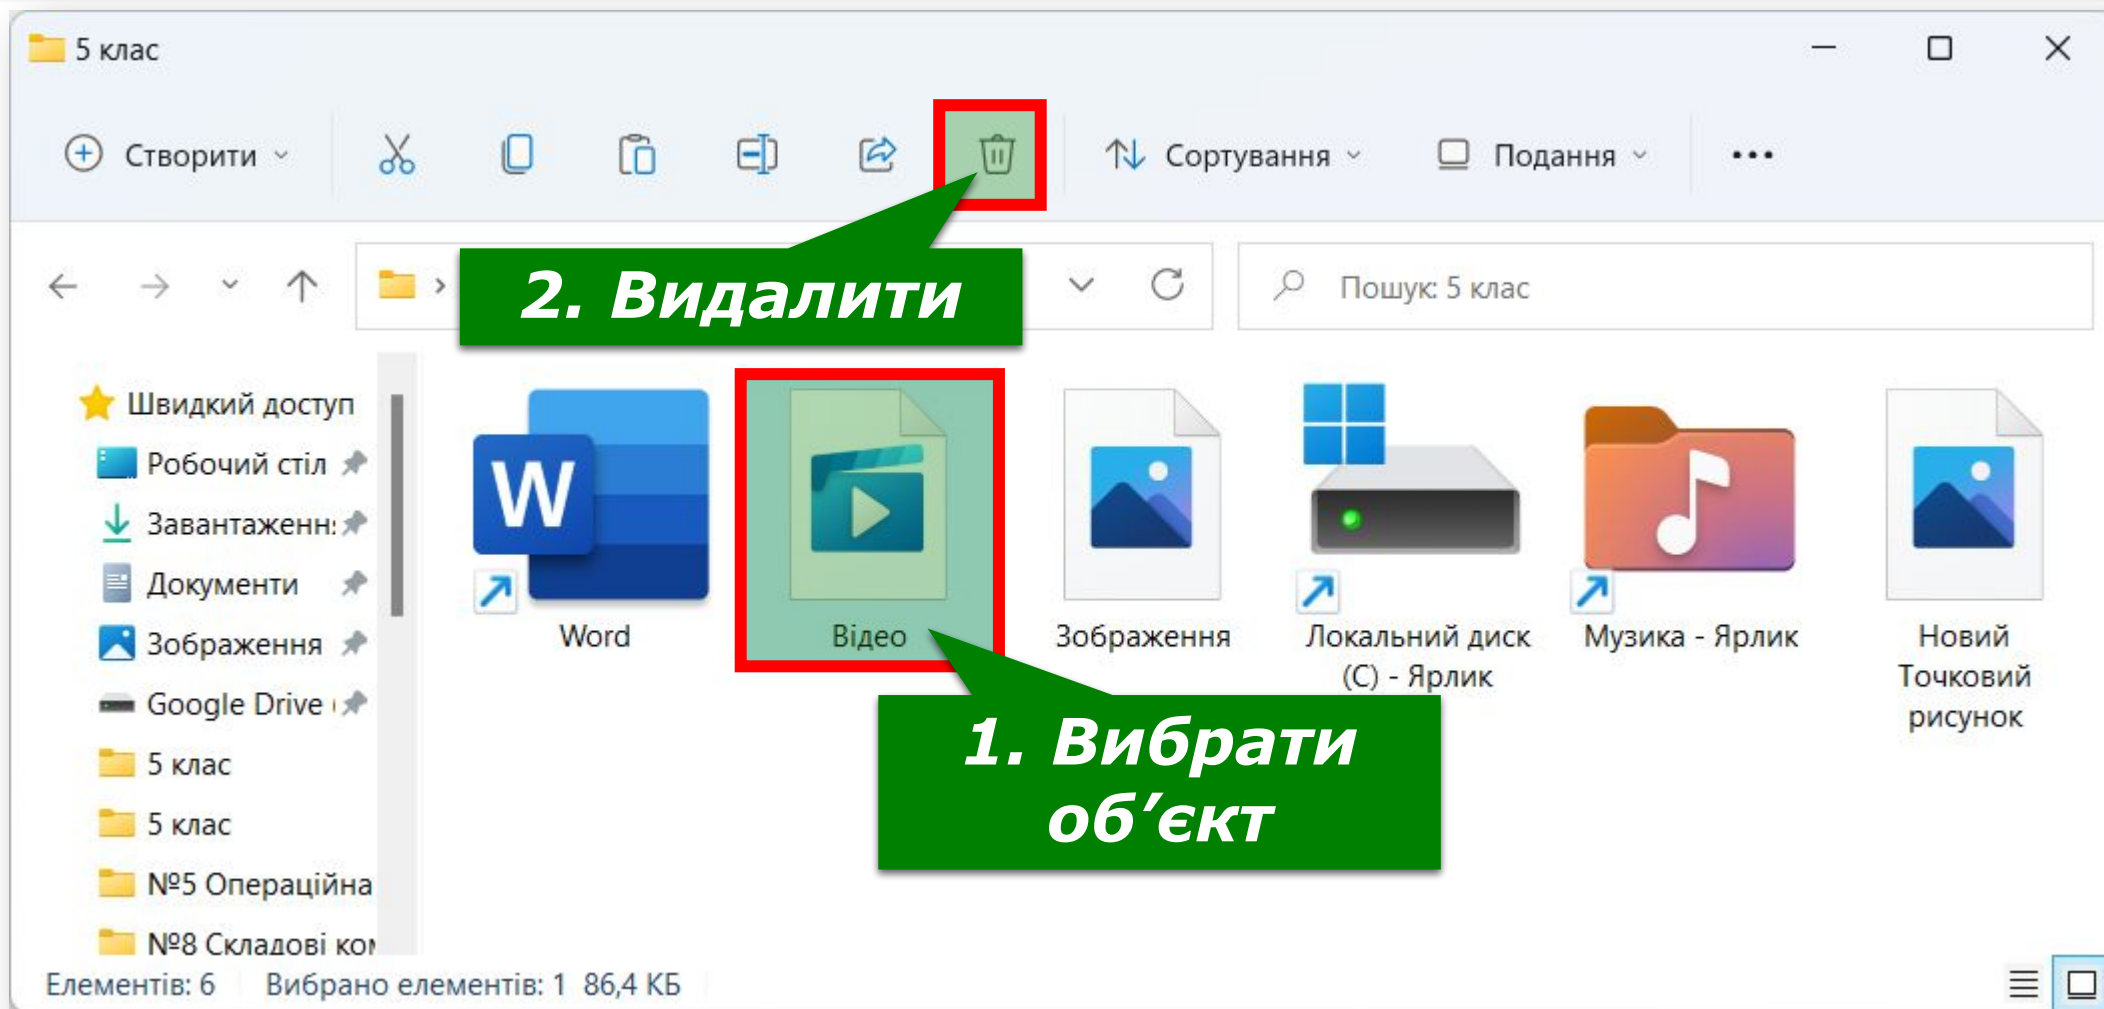 5 клас
Створити
Сортування
Подання
2. Видалити
Пошук: 5 клас
Швидкий доступ
Робочий стіл
Документи
Зображення
Google Drive
5 клас
5 клас
№5 Операційна
№8 Складові
W
Word
Відео
Зображення
Локальний диск
(C) - Ярлик
Музика - Ярлик
Новий
Точковий
рисунок
1. Вибрати
об’єкт
Елементів: 6 Вибрано елементів: 1 86,4 КБ